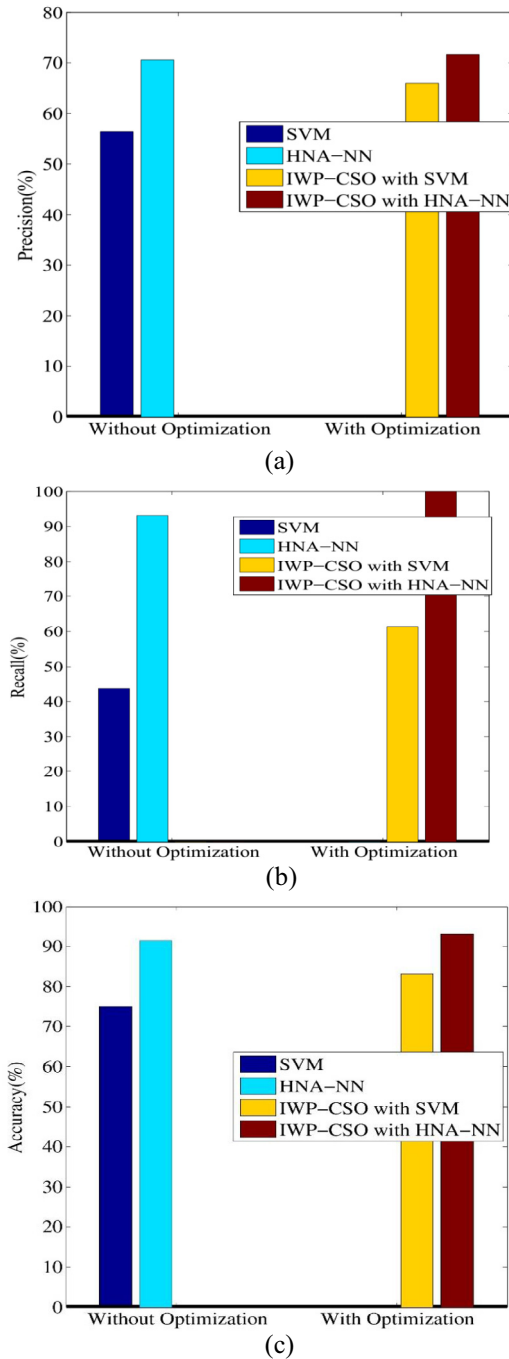 80
70
60
50
40
30
20
10
0
Precision(%)
SVM
HNA-NN
IWP-CSO with SVM
IWP-CSO with HNA-NN
Without Optimization
With Optimization
(a)
100
90
80
70
60
50
40
30
20
10
0
Recall(%)
SVM
HNA-NN
IWP-CSO with SVM
IWP-CSO with HNA-NN
Without Optimization
With Optimization
(b)
100
90
80
70
60
50
40
30
20
10
0
Accuracy(%)
SVM
HNA-NN
IWP-CSO with SVM
IWP-CSO with HNA-NN
Without Optimization
With Optimization
(c)